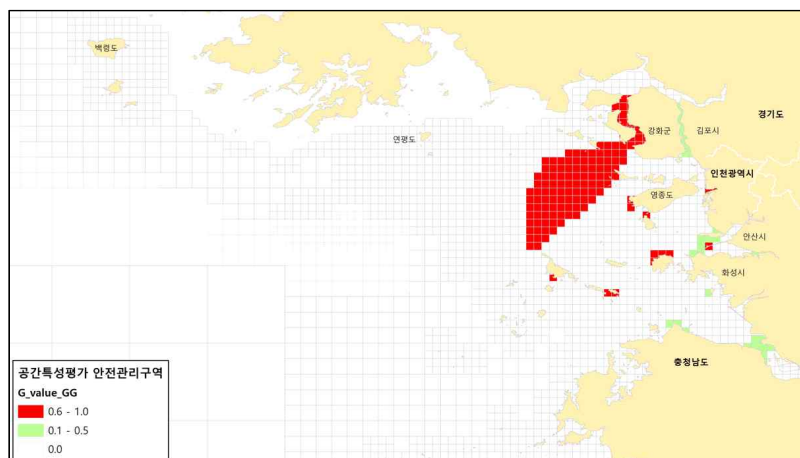 백령도
경기도
강화군
김포시
연평도
인천광역시
영종도
안산시
화성시
충청남도
공간특성평가 안전관리구역
G_value_GG
0.6 - 1.0
0.1 - 0.5
0.0